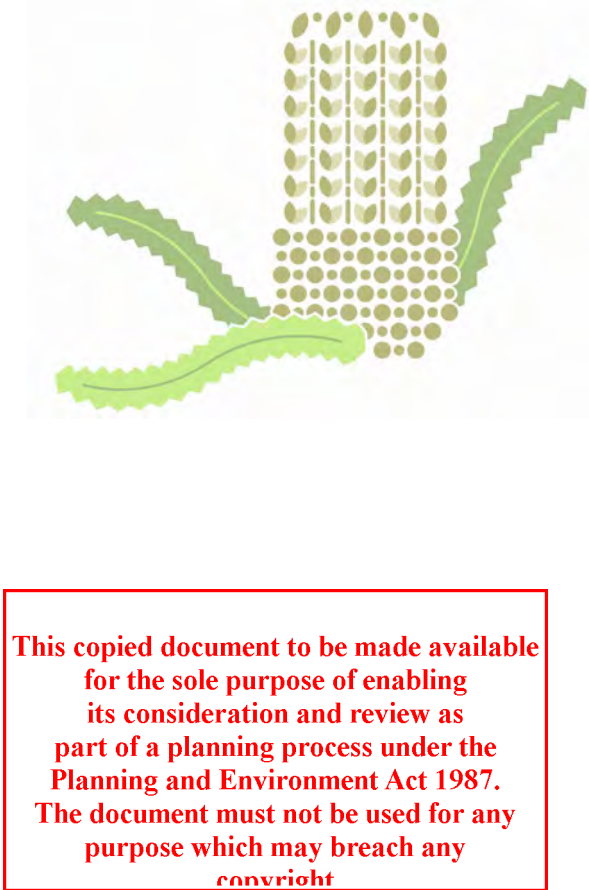 This copied document to be made available
for the sole purpose of enabling
its consideration and review as
part of a planning process under the
Planning and Environment Act 1987.
The document must not be used for any
purpose which may breach any
copyright